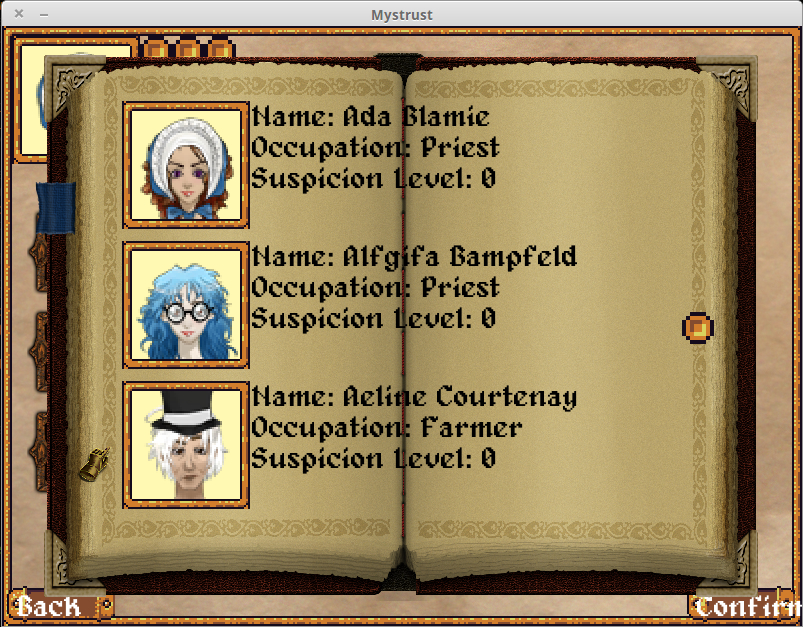 Mystrust
Name: Ada Blamie
Occupation: Priest
Suspicion Level: 0
Name: Alfgifa Bampfeld
Occupation: Priest
Suspicion Level: 0
Name: Aeline Courtenay
Occupation: Farmer
Suspicion Level: 0
Back
Confirm